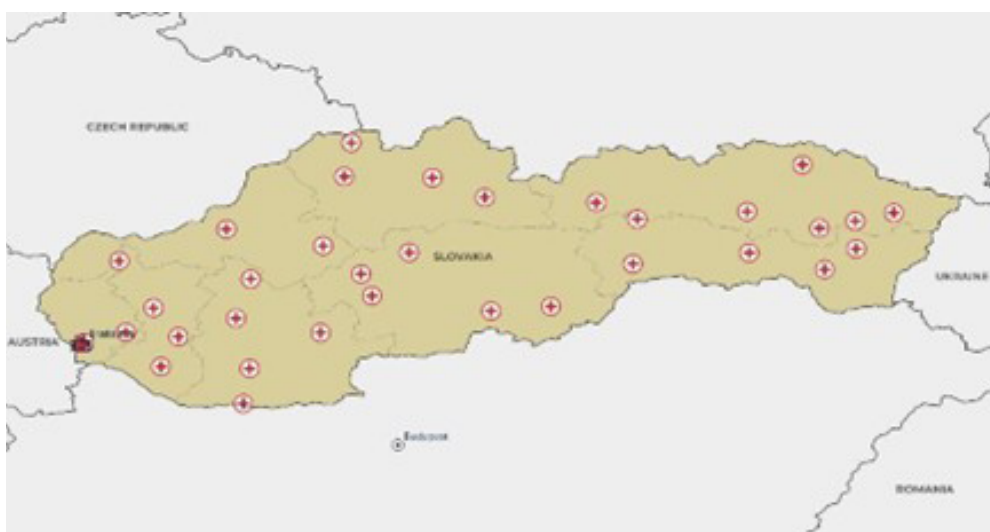 CZECH REPUBLIC
SLOVAKIA
UKRAINE
AUSTRIA
ROMANIA